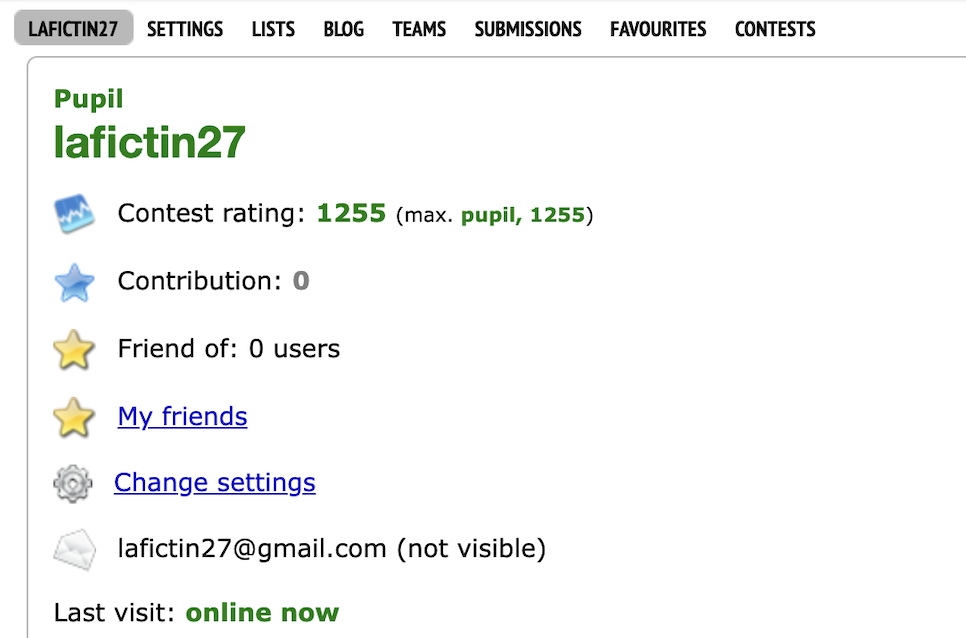 LAFICTIN27 SETTINGS LISTS BLOG TEAMS SUBMISSIONS FAVOURITES CONTESTS
Pupil
lafictin27
Contest rating: 1255 (max. pupil, 1255)
Contribution: 0
Friend of: 0 users
My friends
Change settings
lafictin27@gmail.com (not visible)
Last visit: online now